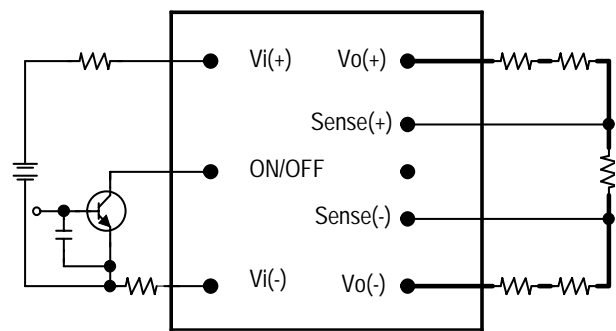 Vi(+) Vo(+)
Sense(+)
ON/OFF
Sense(-)
Vi(-) Vo(-)